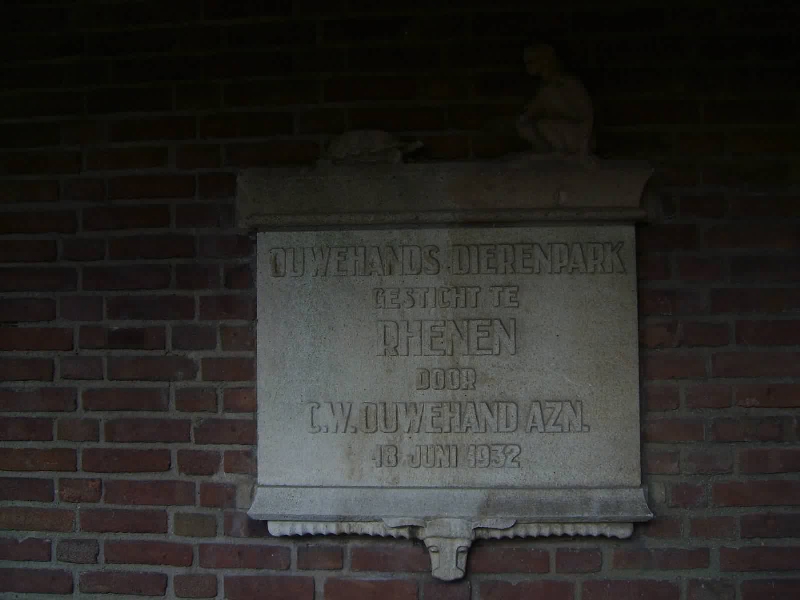 OUWEHANDS DIERENPARK
GESTICHT TE
RHENEN
DOOR
C.W. OUWEHAND AZN.
18 JUNI 1932